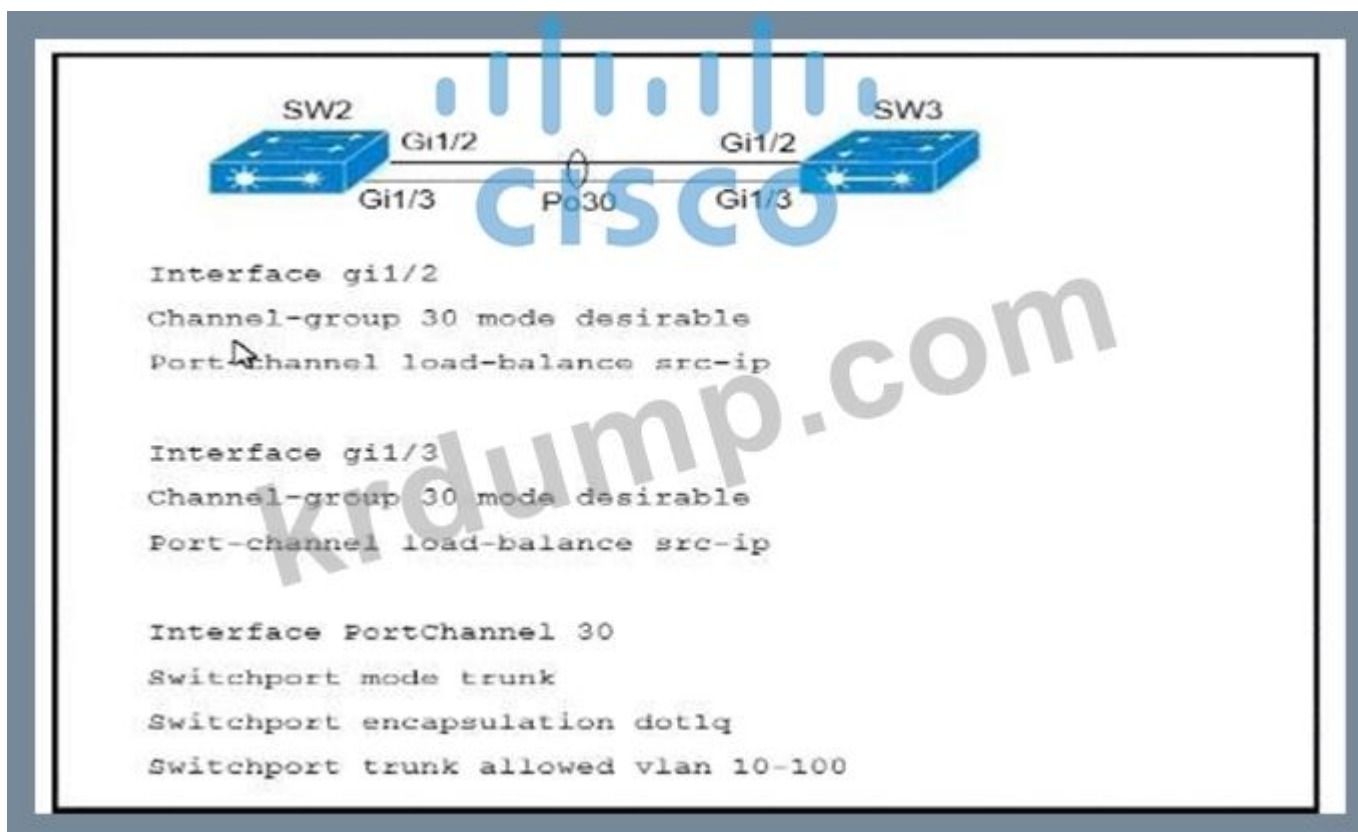 SW2
SW3
Gi1/2
Gi1/2
Gi1/3
Po30
Gi1/3
CISCO
Interface gi1/2
Channel-group 30 mode desirable
Port-channel load-balance src-ip
Interface gi1/3
Channel-group 30 mode desirable
Port-channel load-balance src-ip
Interface PortChannel 30
Switchport mode trunk
Switchport encapsulation dot1q
Switchport trunk allowed vlan 10-100
krdump.com